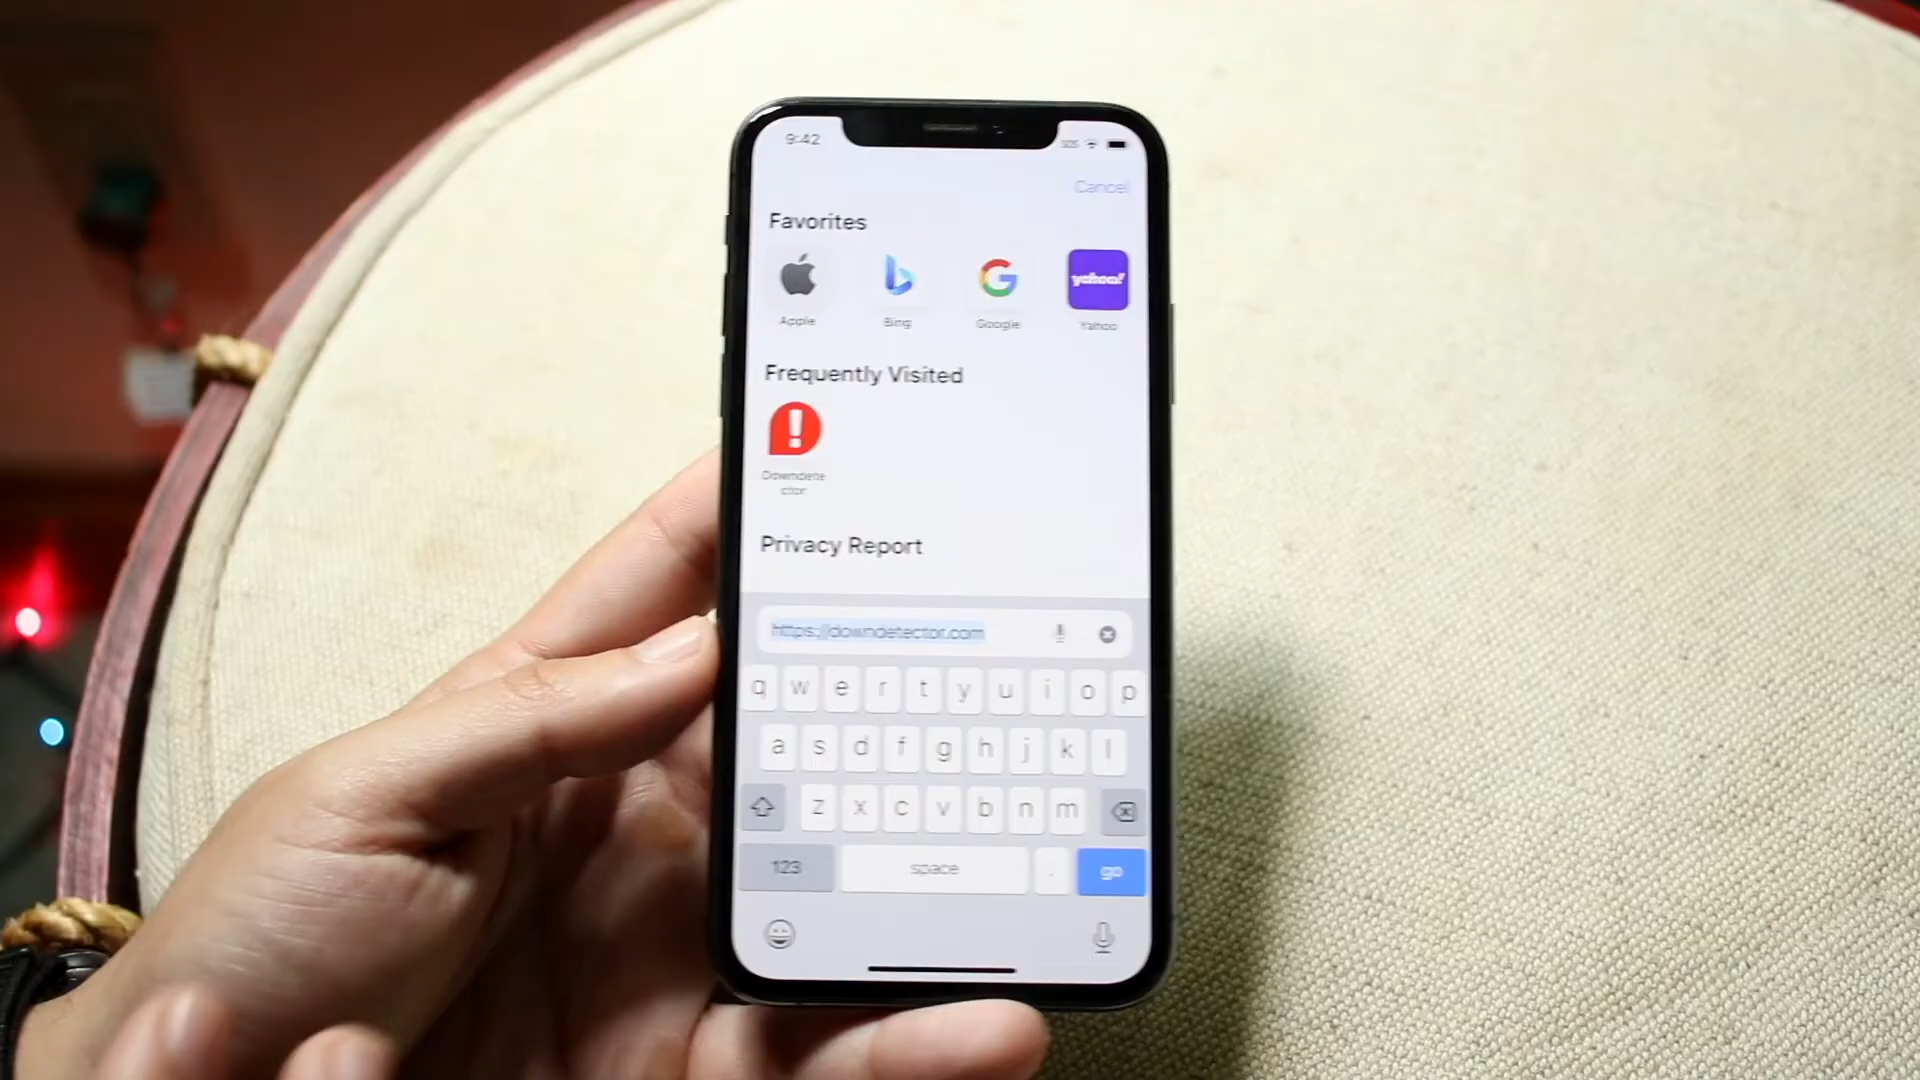 9:42 SOS
Cancel
Favorites
yahoo!
Apple Bing Google Yahoo
Frequently Visited
Downdete
ctor
Privacy Report
https://downdetector.com
q w e r t y u i o p
a s d f g h j k l
z x c v b n m
123 space . go